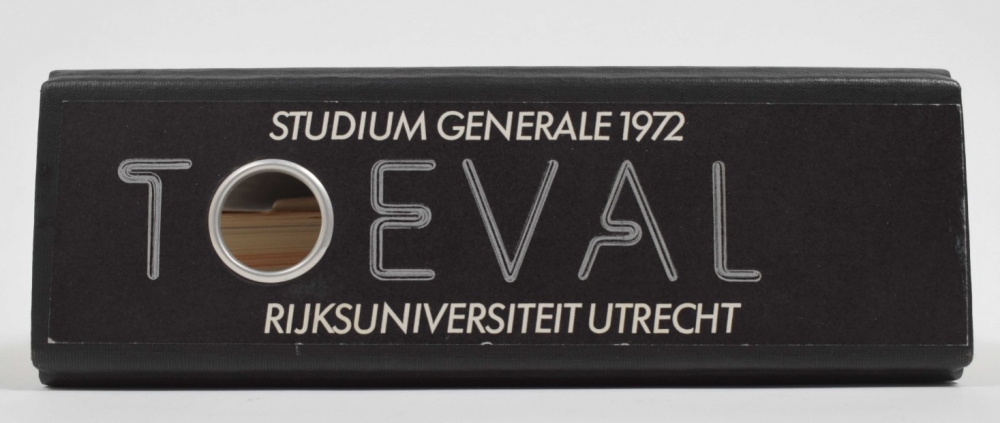 STUDIUM GENERALE 1972
TOEVAL
RIJKSUNIVERSITEIT UTRECHT